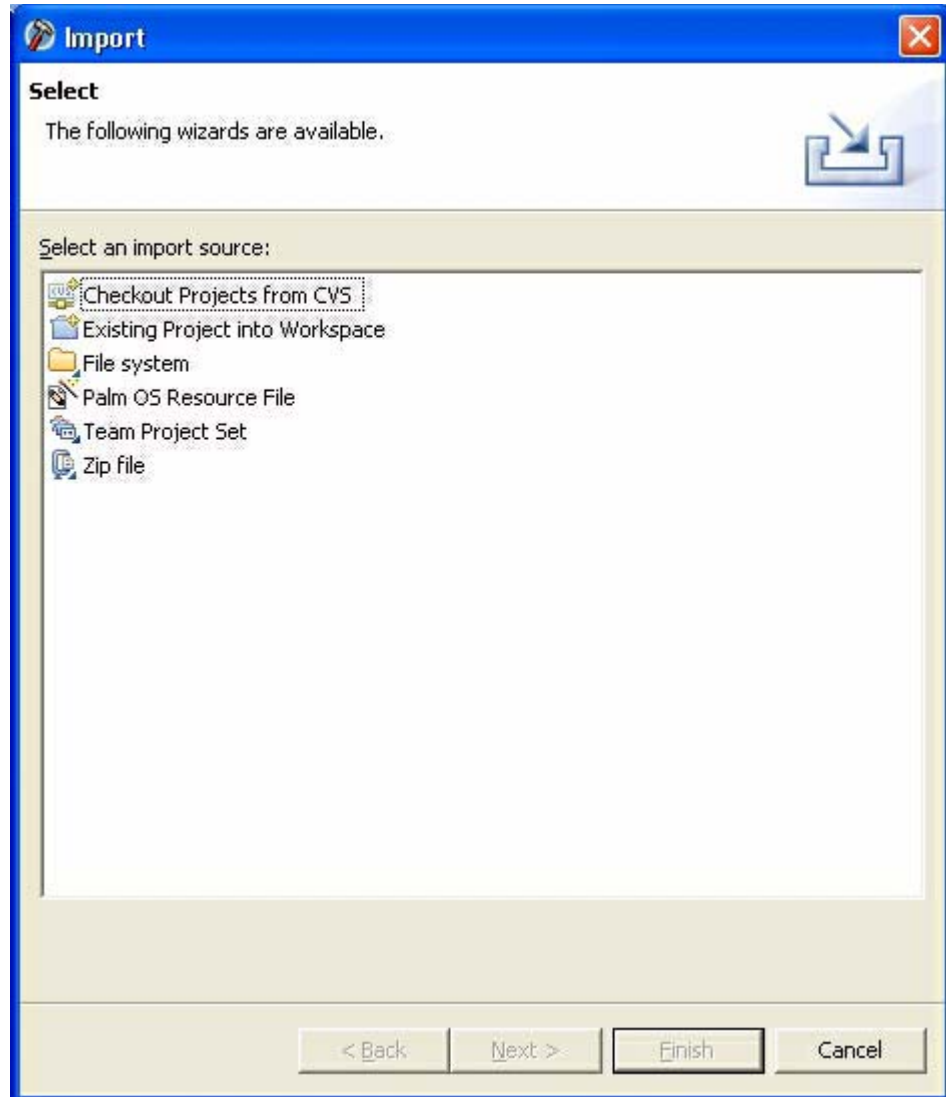 Import
Select
The following wizards are available.
Select an import source:
Checkout Projects from CVS
Existing Project into Workspace
File system
Palm OS Resource File
Team Project Set
Zip file
< Back Next > Finish Cancel